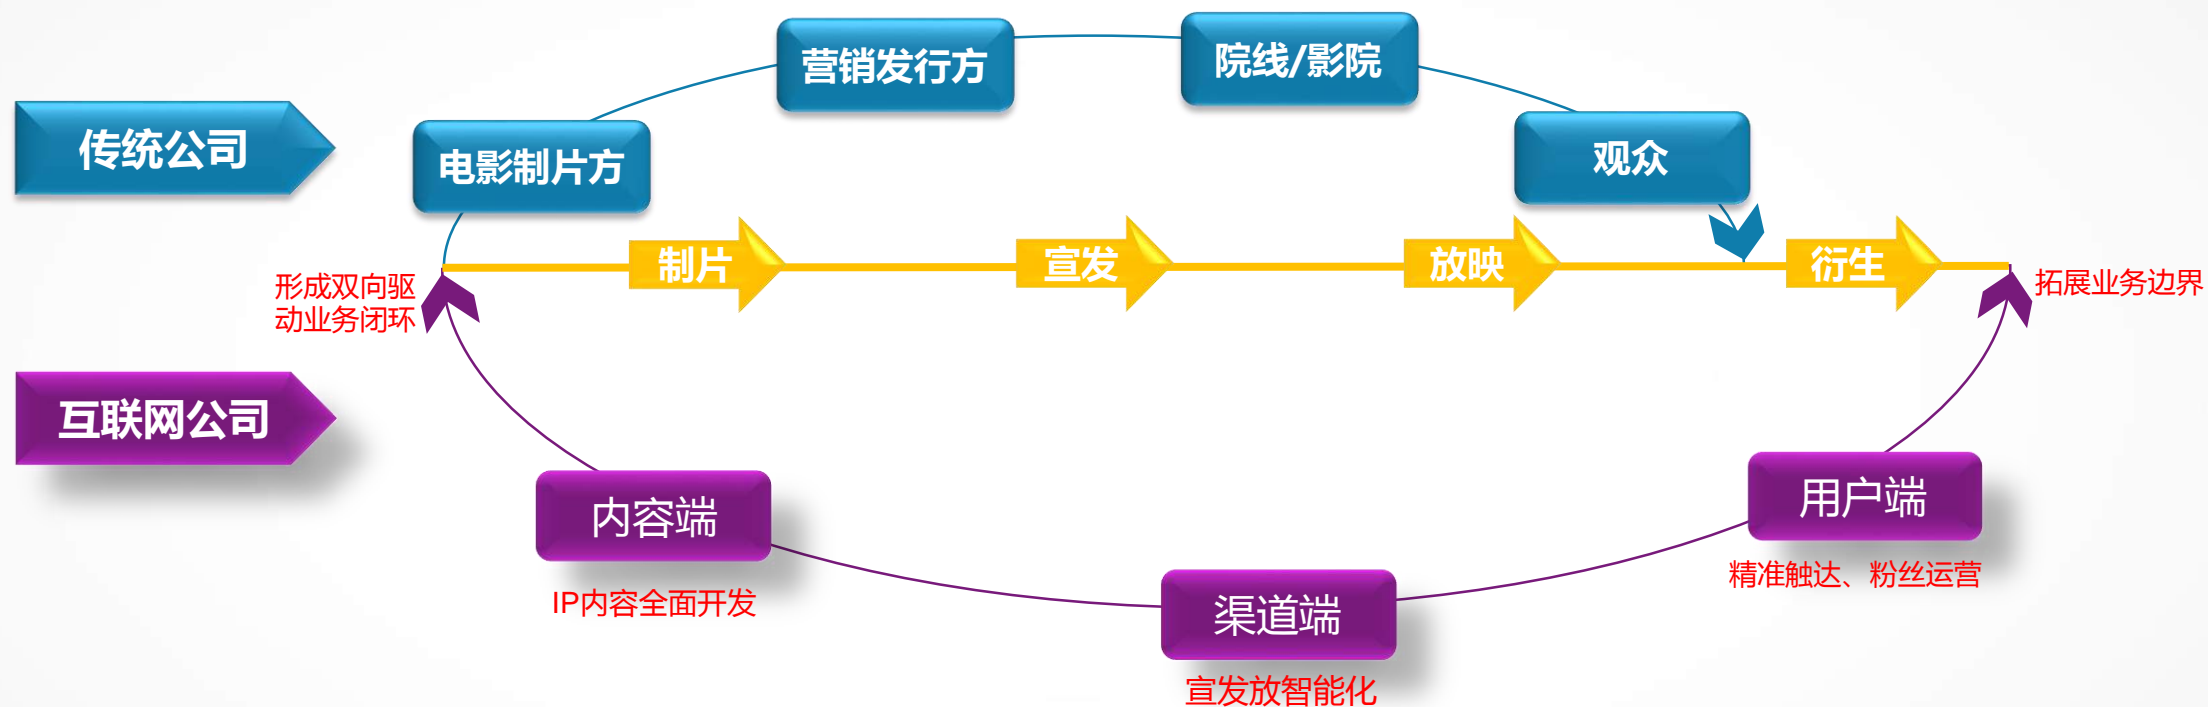 营销发行方
院线/影院
传统公司
电影制片方
观众
制片
宣发
放映
衍生
形成双向驱
动业务闭环
拓展业务边界
互联网公司
内容端
用户端
IP内容全面开发
精准触达、粉丝运营
渠道端
宣发放智能化